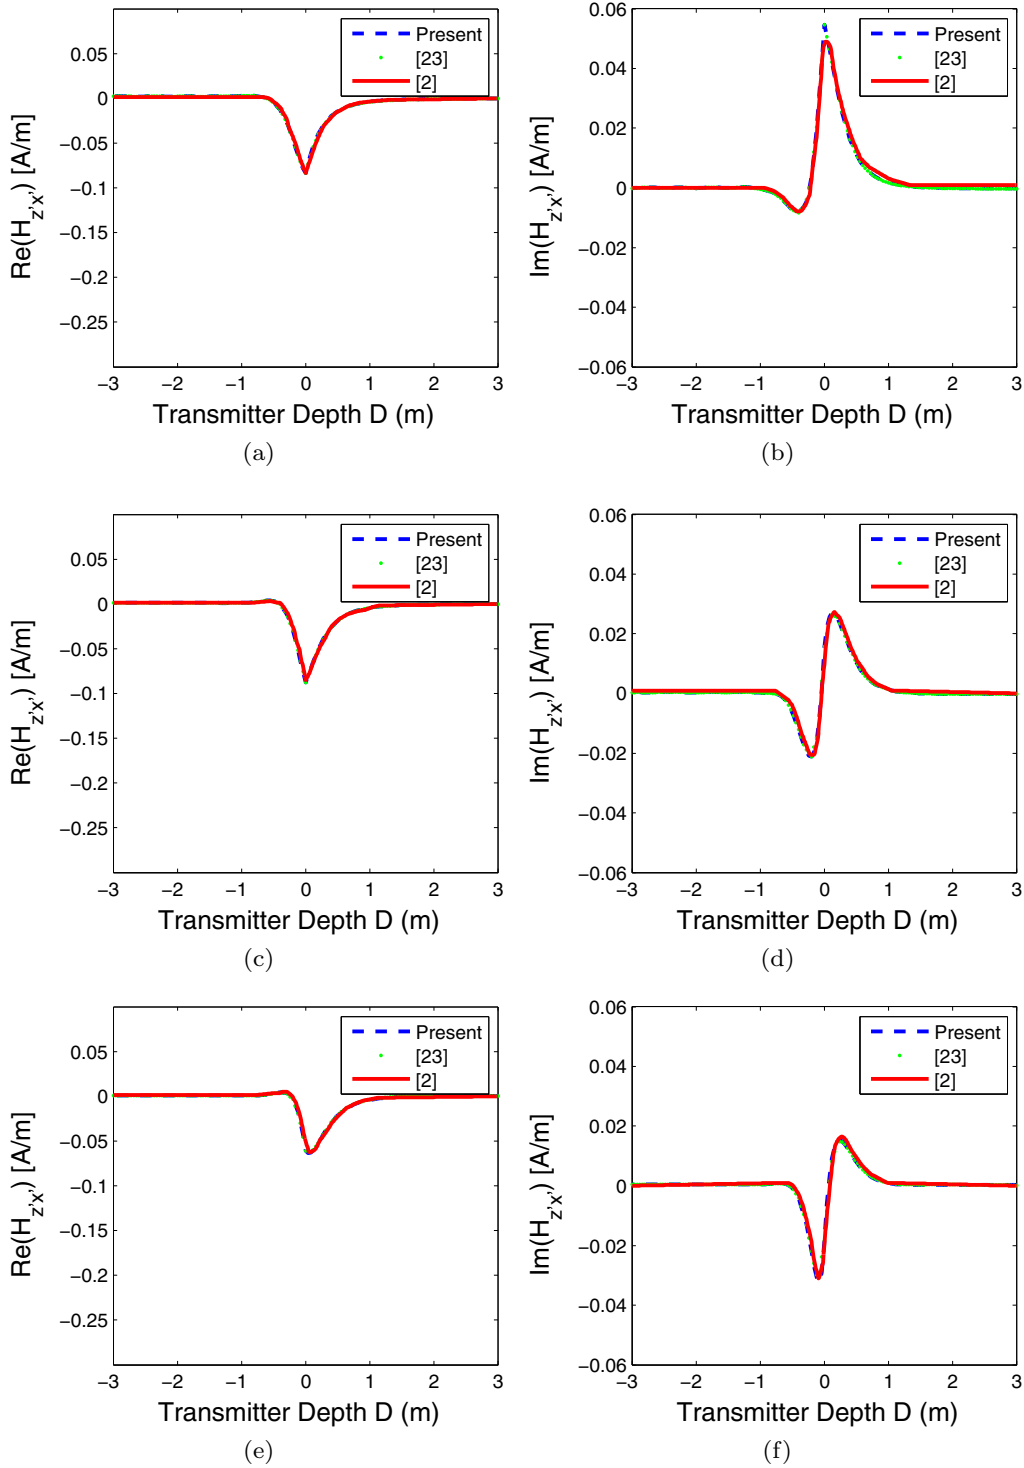 0.05
0
−0.05
−0.1
−0.15
−0.2
−0.25
−3 −2 −1 0 1 2 3
Re(H_{z'x'}) [A/m]
Transmitter Depth D (m)
Present
[23]
[2]
(a)
0.06
0.04
0.02
0
−0.02
−0.04
−0.06
−3 −2 −1 0 1 2 3
Im(H_{z'x'}) [A/m]
Transmitter Depth D (m)
Present
[23]
[2]
(b)
0.05
0
−0.05
−0.1
−0.15
−0.2
−0.25
−3 −2 −1 0 1 2 3
Re(H_{z'x'}) [A/m]
Transmitter Depth D (m)
Present
[23]
[2]
(c)
0.06
0.04
0.02
0
−0.02
−0.04
−0.06
−3 −2 −1 0 1 2 3
Im(H_{z'x'}) [A/m]
Transmitter Depth D (m)
Present
[23]
[2]
(d)
0.05
0
−0.05
−0.1
−0.15
−0.2
−0.25
−3 −2 −1 0 1 2 3
Re(H_{z'x'}) [A/m]
Transmitter Depth D (m)
Present
[23]
[2]
(e)
0.06
0.04
0.02
0
−0.02
−0.04
−0.06
−3 −2 −1 0 1 2 3
Im(H_{z'x'}) [A/m]
Transmitter Depth D (m)
Present
[23]
[2]
(f)